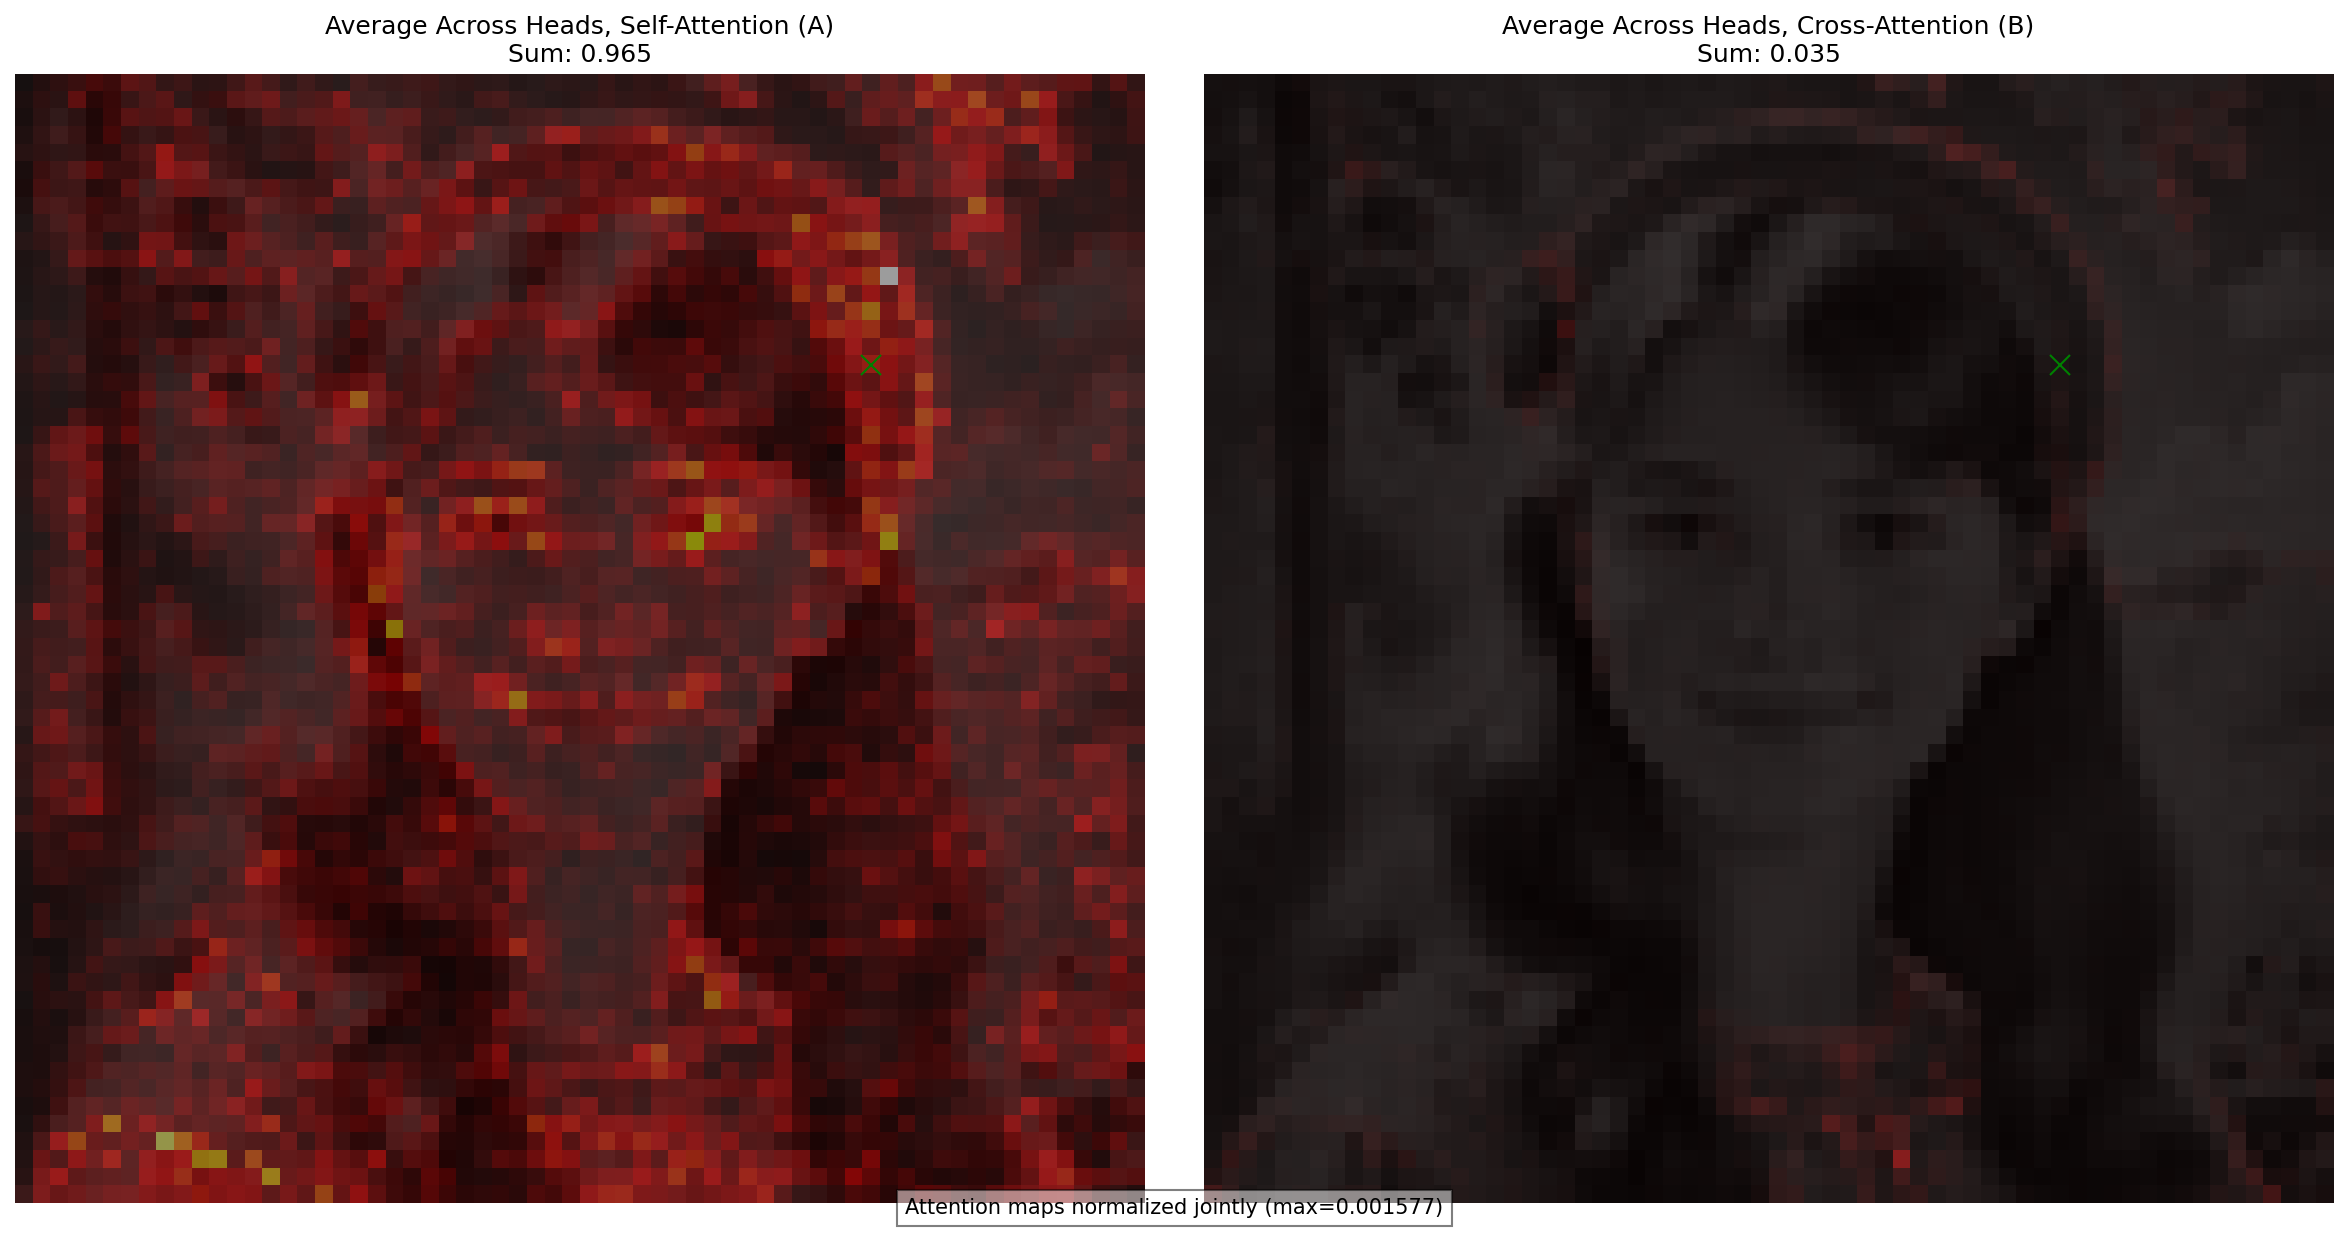 Average Across Heads, Self-Attention (A)
Sum: 0.965
Average Across Heads, Cross-Attention (B)
Sum: 0.035
Attention maps normalized jointly (max=0.001577)